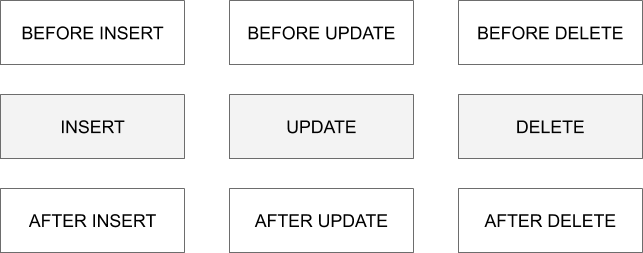 BEFORE INSERT
BEFORE UPDATE
BEFORE DELETE
INSERT
UPDATE
DELETE
AFTER INSERT
AFTER UPDATE
AFTER DELETE